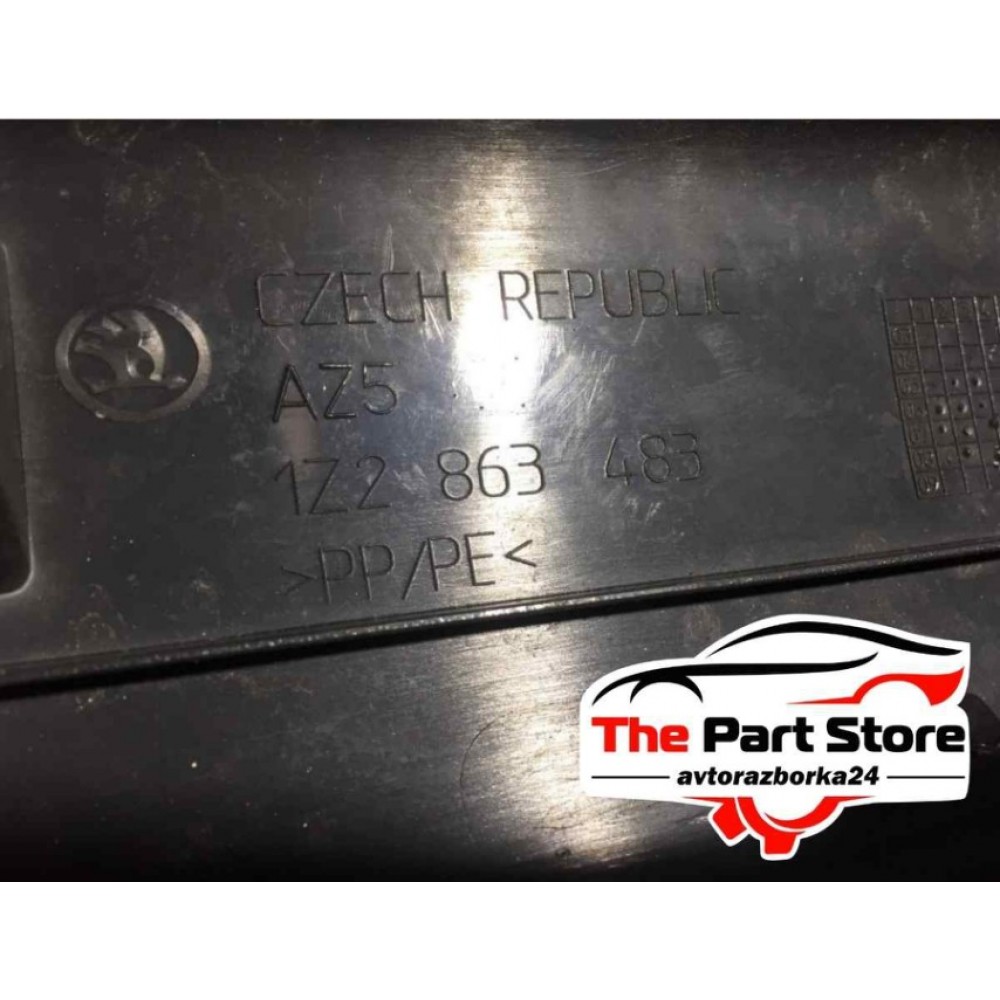 CZECH REPUBLIC
AZ5
1Z2 863 483
>PP/PE<
The Part Store
avtorazborka24